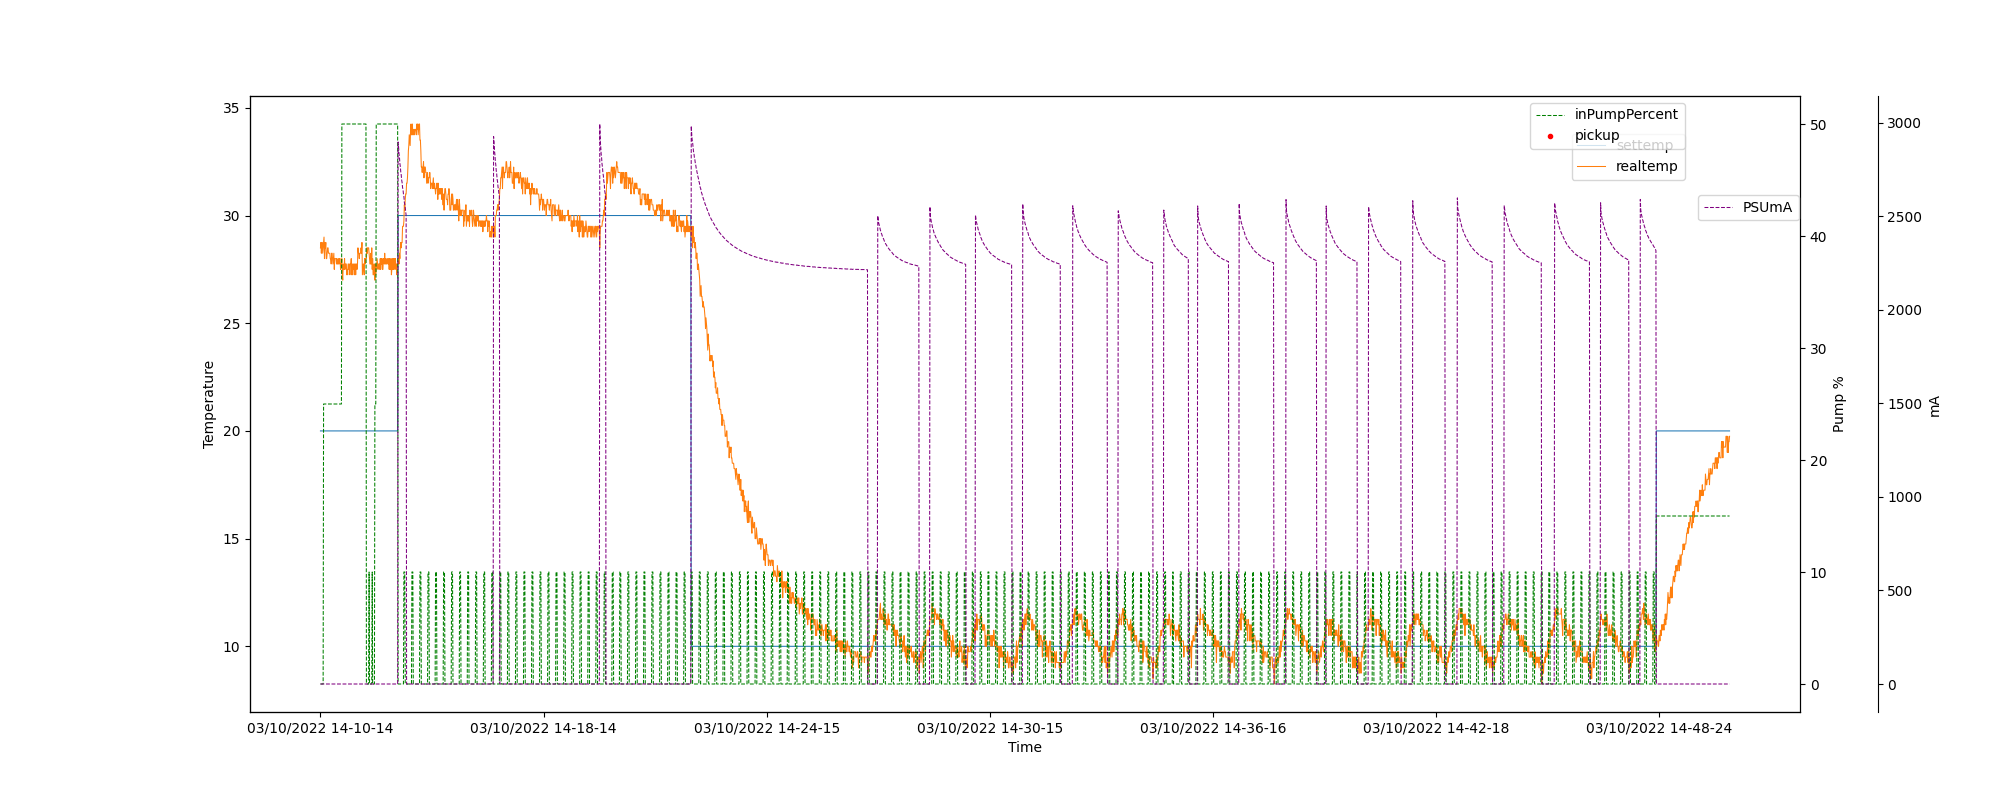 inPumpPercent
pickup
settemp
realtemp
PSUmA
35
30
25
20
15
10
Temperature
50
40
30
20
10
0
Pump %
3000
2500
2000
1500
1000
500
0
mA
03/10/2022 14-10-14
03/10/2022 14-18-14
03/10/2022 14-24-15
03/10/2022 14-30-15
03/10/2022 14-36-16
03/10/2022 14-42-18
03/10/2022 14-48-24
Time